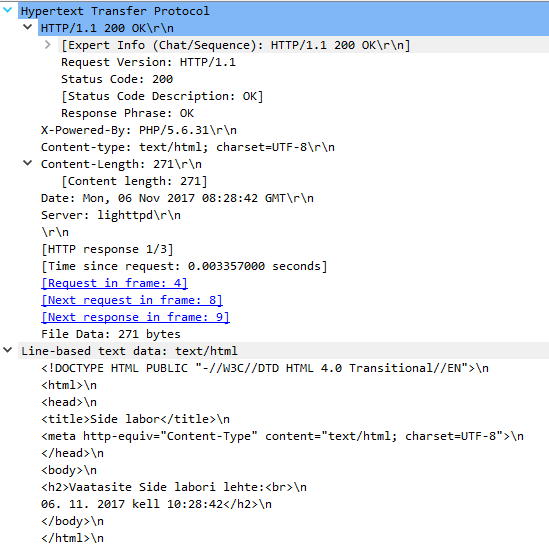 Hypertext Transfer Protocol
HTTP/1.1 200 OK\r\n
[Expert Info (Chat/Sequence): HTTP/1.1 200 OK\r\n]
Request Version: HTTP/1.1
Status Code: 200
[Status Code Description: OK]
Response Phrase: OK
X-Powered-By: PHP/5.6.31\r\n
Content-type: text/html; charset=UTF-8\r\n
Content-Length: 271\r\n
[Content length: 271]
Date: Mon, 06 Nov 2017 08:28:42 GMT\r\n
Server: lighttpd\r\n
\r\n
[HTTP response 1/3]
[Time since request: 0.003357000 seconds]
[Request in frame: 4]
[Next request in frame: 8]
[Next response in frame: 9]
File Data: 271 bytes
Line-based text data: text/html
<!DOCTYPE HTML PUBLIC "-//W3C//DTD HTML 4.0 Transitional//EN">\n
<html>\n
<head>\n
<title>Side labor</title>\n
<meta http-equiv="Content-Type" content="text/html; charset=UTF-8">\n
</head>\n
<body>\n
<h2>Vaatasite Side labori lehte:<br>\n
06. 11. 2017 kell 10:28:42</h2>\n
</body>\n
</html>\n